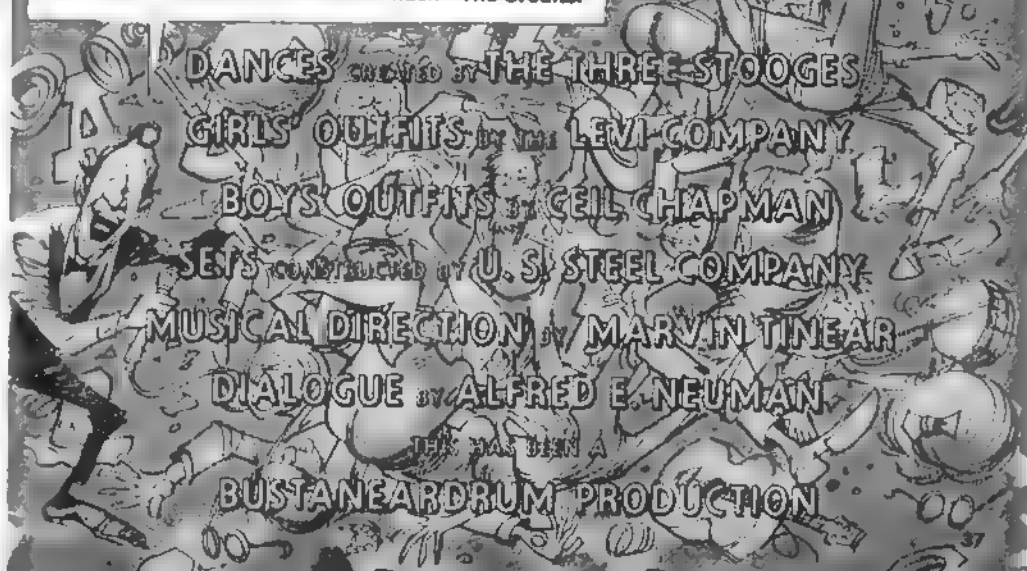 DANCES CREATED BY THE THREE STOOGES
GIRLS' OUTFITS BY THE LEVI COMPANY
BOYS' OUTFITS BY CEIL CHAPMAN
SETS CONSTRUCTED BY U. S. STEEL COMPANY
MUSICAL DIRECTION BY MARVIN TINEAR
DIALOGUE BY ALFRED E. NEUMAN
THIS HAS BEEN A
BUSTANEARDRUM PRODUCTION
37